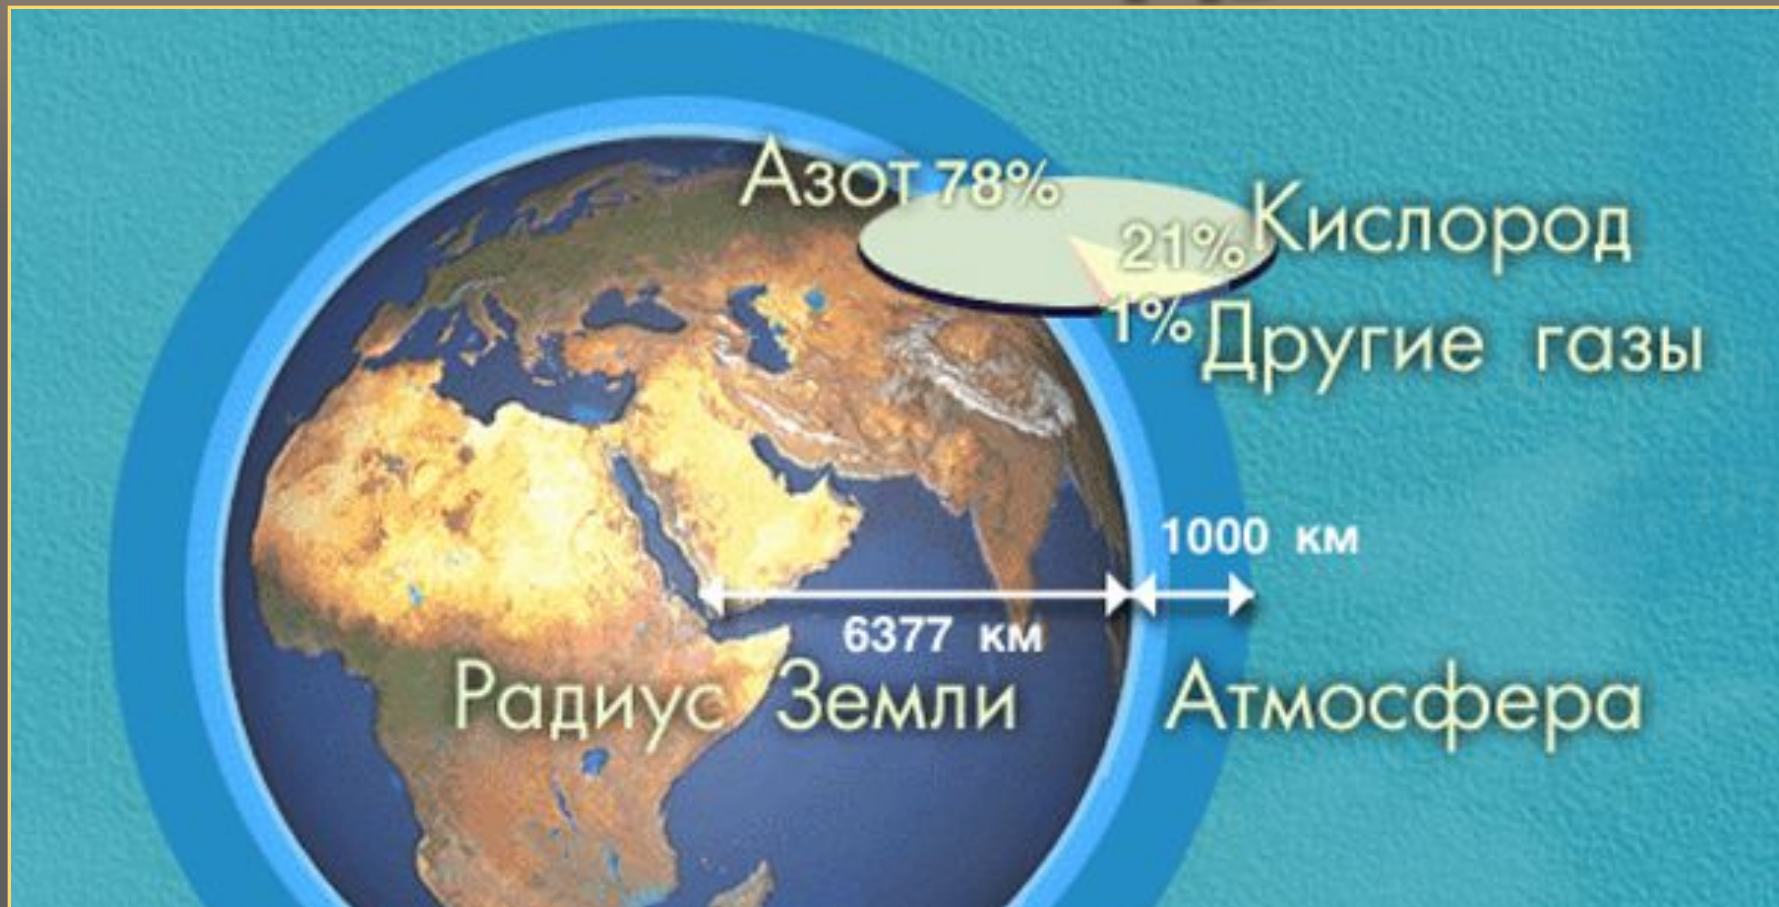 Азот 78%
21% Кислород
1% Другие газы
1000 км
6377 км
Радиус Земли
Атмосфера